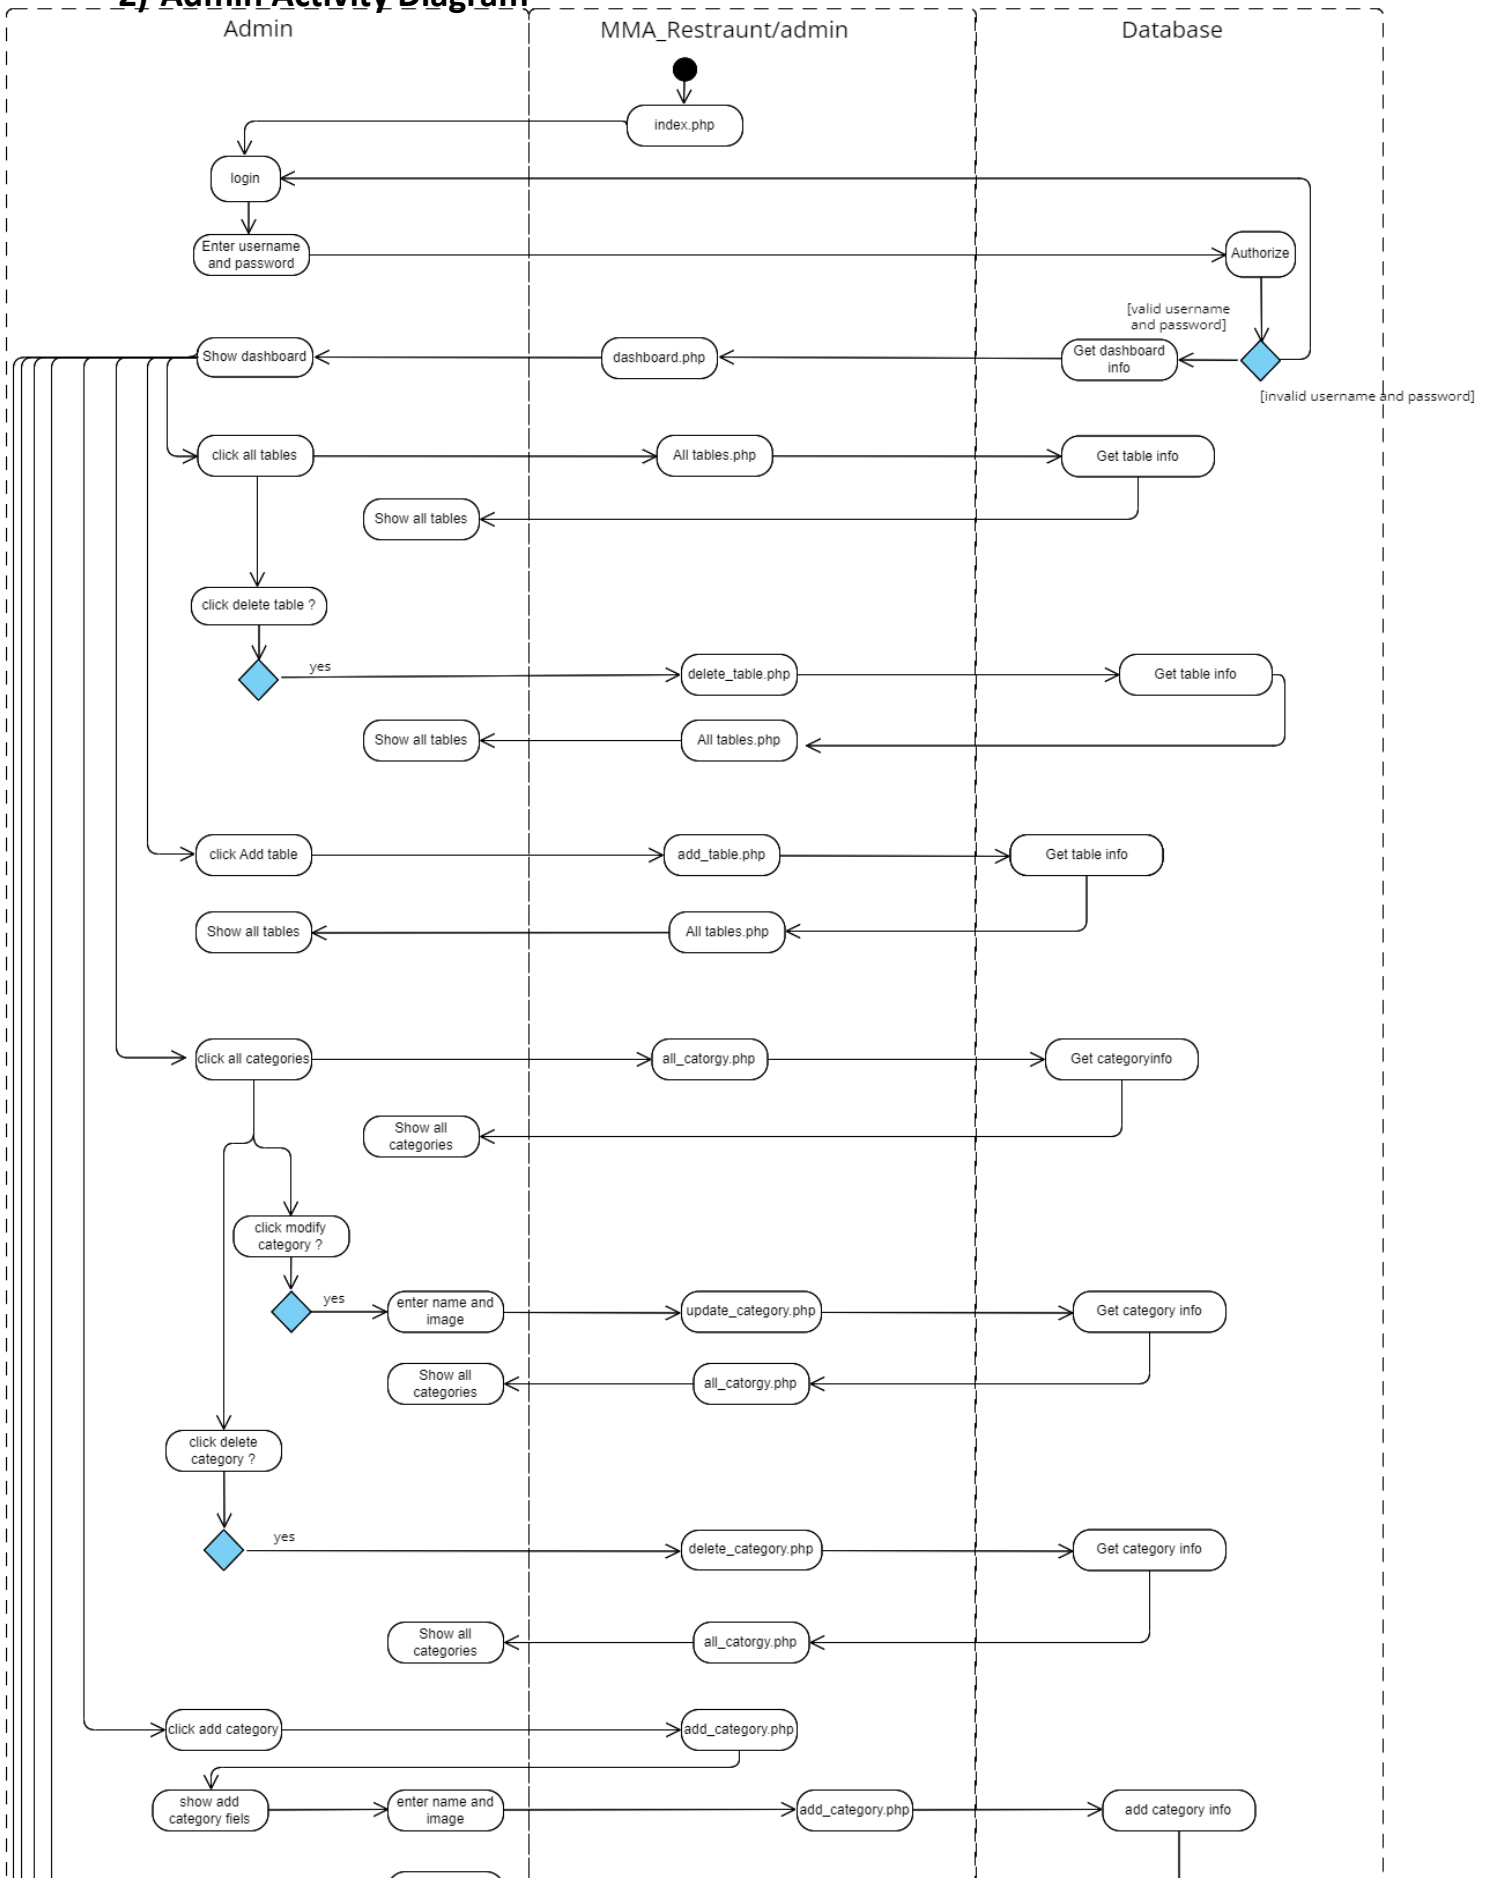 2) Admin Activity Diagram
Admin
MMA_Restraunt/admin
Database
index.php
login
Enter username
and password
Authorize
[valid username
and password]
Show dashboard
dashboard.php
Get dashboard
info
[invalid username and password]
click all tables
All tables.php
Get table info
Show all tables
click delete table ?
yes
delete_table.php
Get table info
Show all tables
All tables.php
click Add table
add_table.php
Get table info
Show all tables
All tables.php
click all categories
all_catorgy.php
Get categoryinfo
Show all
categories
click modify
category ?
yes
enter name and
image
update_category.php
Get category info
Show all
categories
all_catorgy.php
click delete
category ?
yes
delete_category.php
Get category info
Show all
categories
all_catorgy.php
click add category
add_category.php
show add
category fiels
enter name and
image
add_category.php
add category info